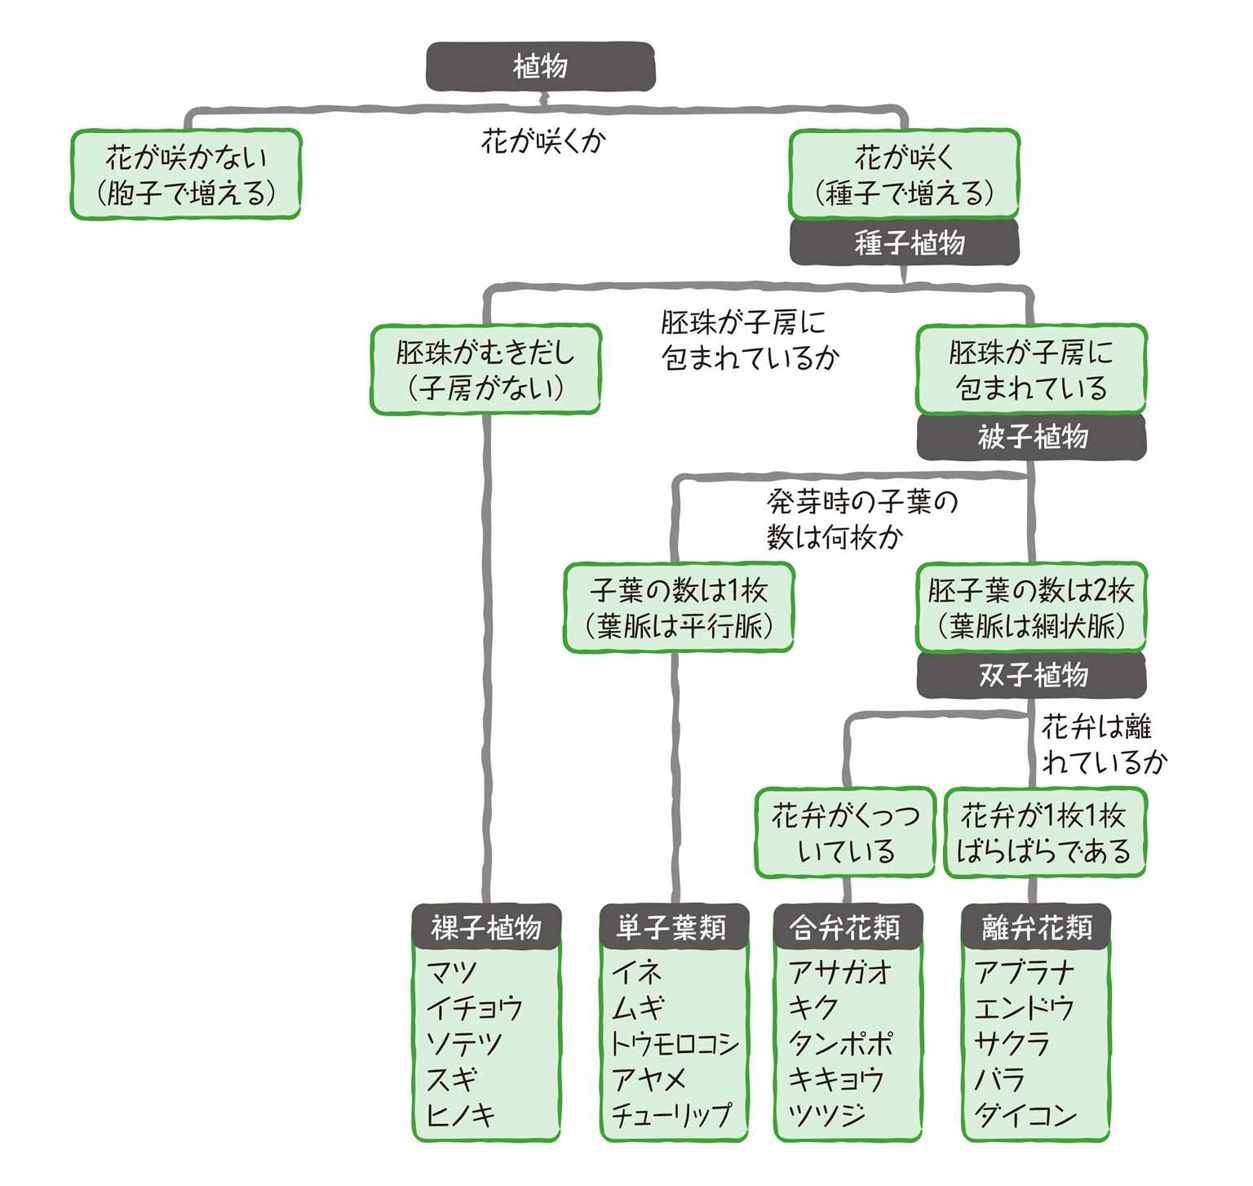 植物
花が咲くか
花が咲かない
（胞子で増える）
花が咲く
（種子で増える）
種子植物
胚珠が子房に
包まれているか
胚珠がむきだし
（子房がない）
胚珠が子房に
包まれている
被子植物
発芽時の子葉の
数は何枚か
子葉の数は1枚
（葉脈は平行脈）
胚子葉の数は2枚
（葉脈は網状脈）
双子植物
花弁は離
れているか
花弁がくっつ
いている
花弁が1枚1枚
ばらばらである
裸子植物
マツ
イチョウ
ソテツ
スギ
ヒノキ
単子葉類
イネ
ムギ
トウモロコシ
アヤメ
チューリップ
合弁花類
アサガオ
キク
タンポポ
キキョウ
ツツジ
離弁花類
アブラナ
エンドウ
サクラ
バラ
ダイコン